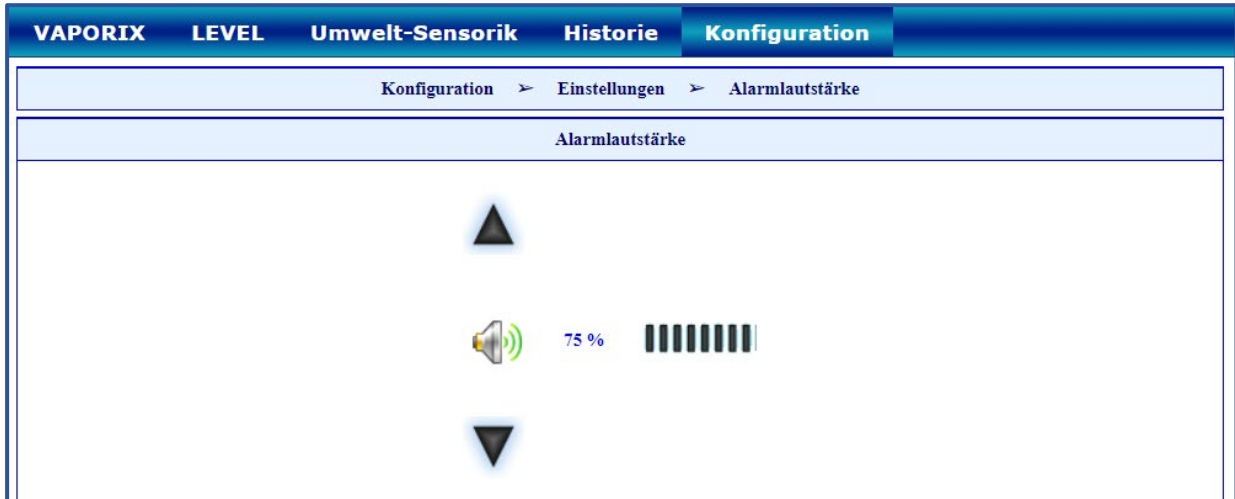 VAPORIX LEVEL Umwelt-Sensorik Historie Konfiguration
Konfiguration ➢ Einstellungen ➢ Alarmlautstärke
Alarmlautstärke
75 %